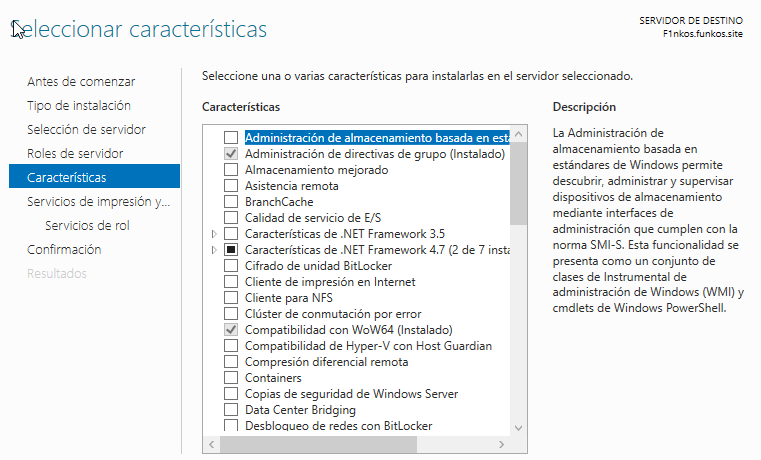 Seleccionar características
SERVIDOR DE DESTINO
F1nkos.funkos.site
Antes de comenzar
Tipo de instalación
Selección de servidor
Roles de servidor
Características
Servicios de impresión y...
Servicios de rol
Confirmación
Resultados
Seleccione una o varias características para instalarlas en el servidor seleccionado.
Características
Administración de almacenamiento basada en está
Administración de directivas de grupo (Instalado)
Almacenamiento mejorado
Asistencia remota
BranchCache
Calidad de servicio de E/S
Características de .NET Framework 3.5
Características de .NET Framework 4.7 (2 de 7 insta
Cifrado de unidad BitLocker
Cliente de impresión en Internet
Cliente para NFS
Clúster de conmutación por error
Compatibilidad con WoW64 (Instalado)
Compatibilidad de Hyper-V con Host Guardian
Compresión diferencial remota
Containers
Copias de seguridad de Windows Server
Data Center Bridging
Desbloqueo de redes con BitLocker
Descripción
La Administración de
almacenamiento basada en
estándares de Windows permite
descubrir, administrar y supervisar
dispositivos de almacenamiento
mediante interfaces de
administración que cumplen con la
norma SMI-S. Esta funcionalidad se
presenta como un conjunto de
clases de Instrumental de
administración de Windows (WMI) y
cmdlets de Windows PowerShell.